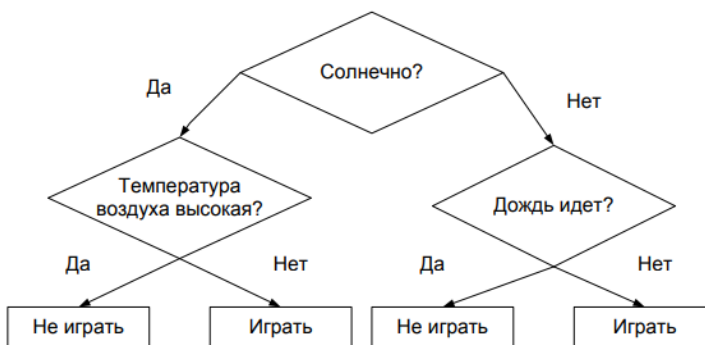 Солнечно?
Да
Нет
Температура
воздуха высокая?
Дождь идет?
Да
Нет
Да
Нет
Не играть
Играть
Не играть
Играть